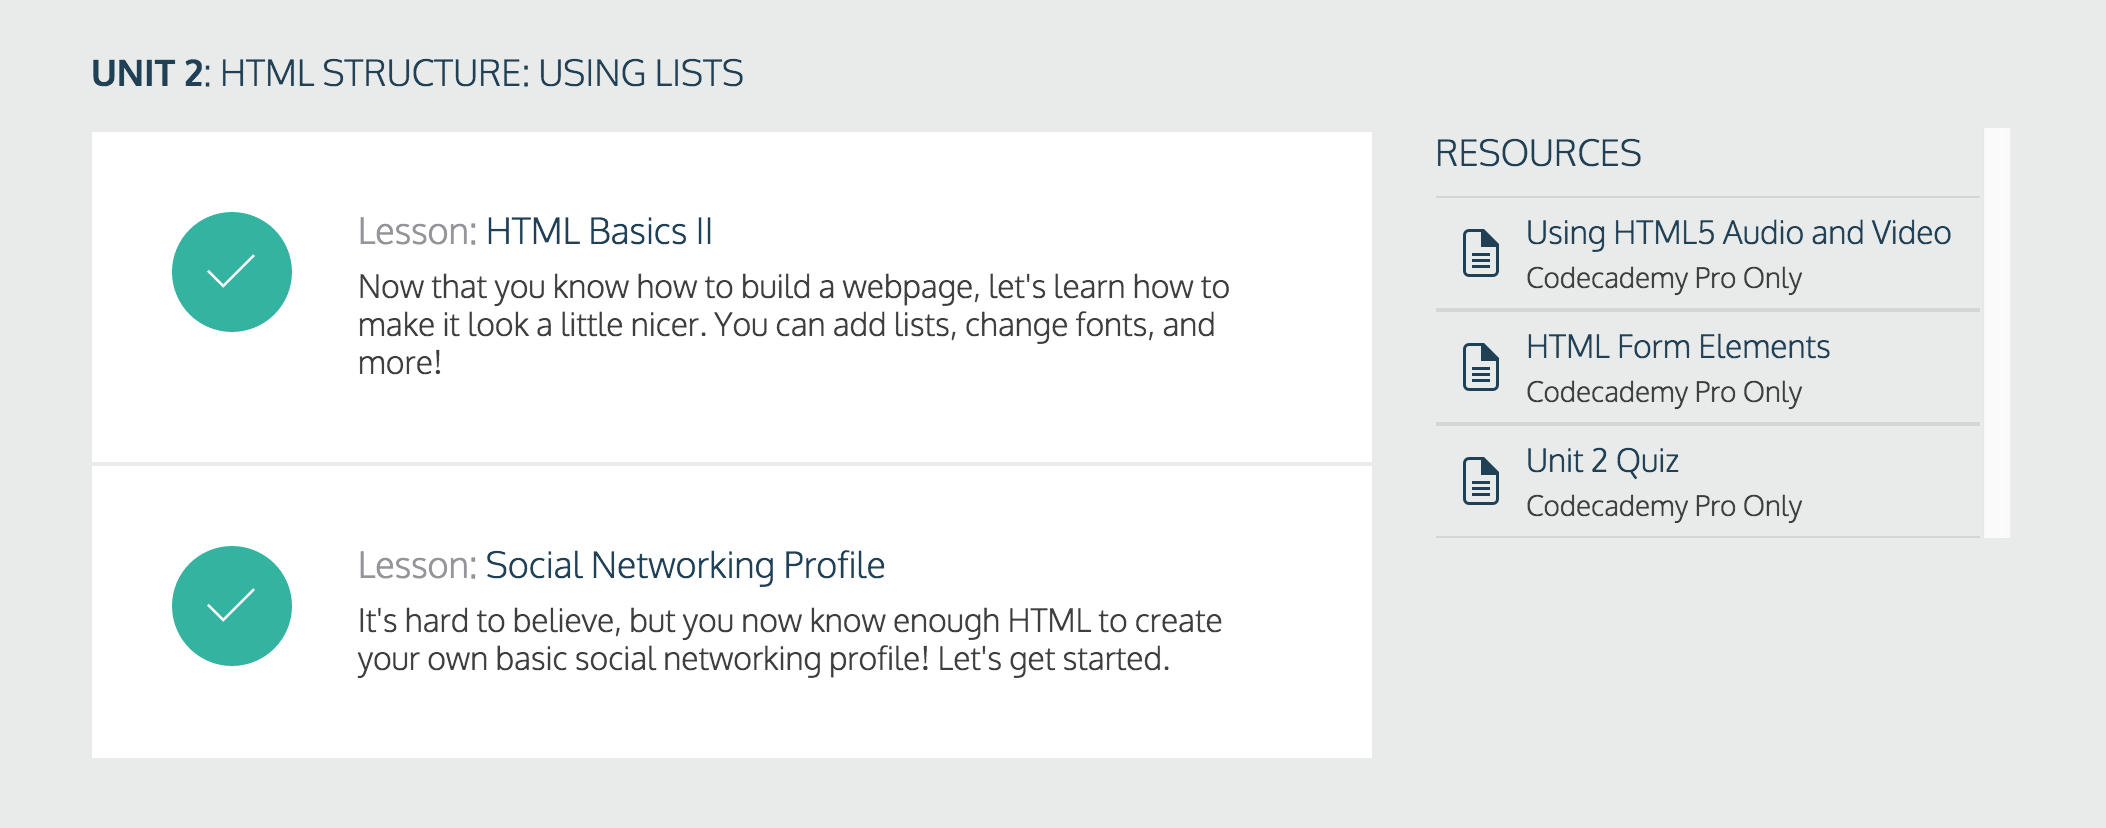 UNIT 2: HTML STRUCTURE: USING LISTS
Lesson: HTML Basics II
Now that you know how to build a webpage, let's learn how to
make it look a little nicer. You can add lists, change fonts, and
more!
Lesson: Social Networking Profile
It's hard to believe, but you now know enough HTML to create
your own basic social networking profile! Let's get started.
RESOURCES
Using HTML5 Audio and Video
Codecademy Pro Only
HTML Form Elements
Codecademy Pro Only
Unit 2 Quiz
Codecademy Pro Only